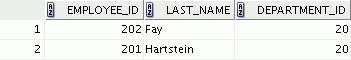 EMPLOYEE_ID LAST_NAME DEPARTMENT_ID
1 202 Fay 20
2 201 Hartstein 20